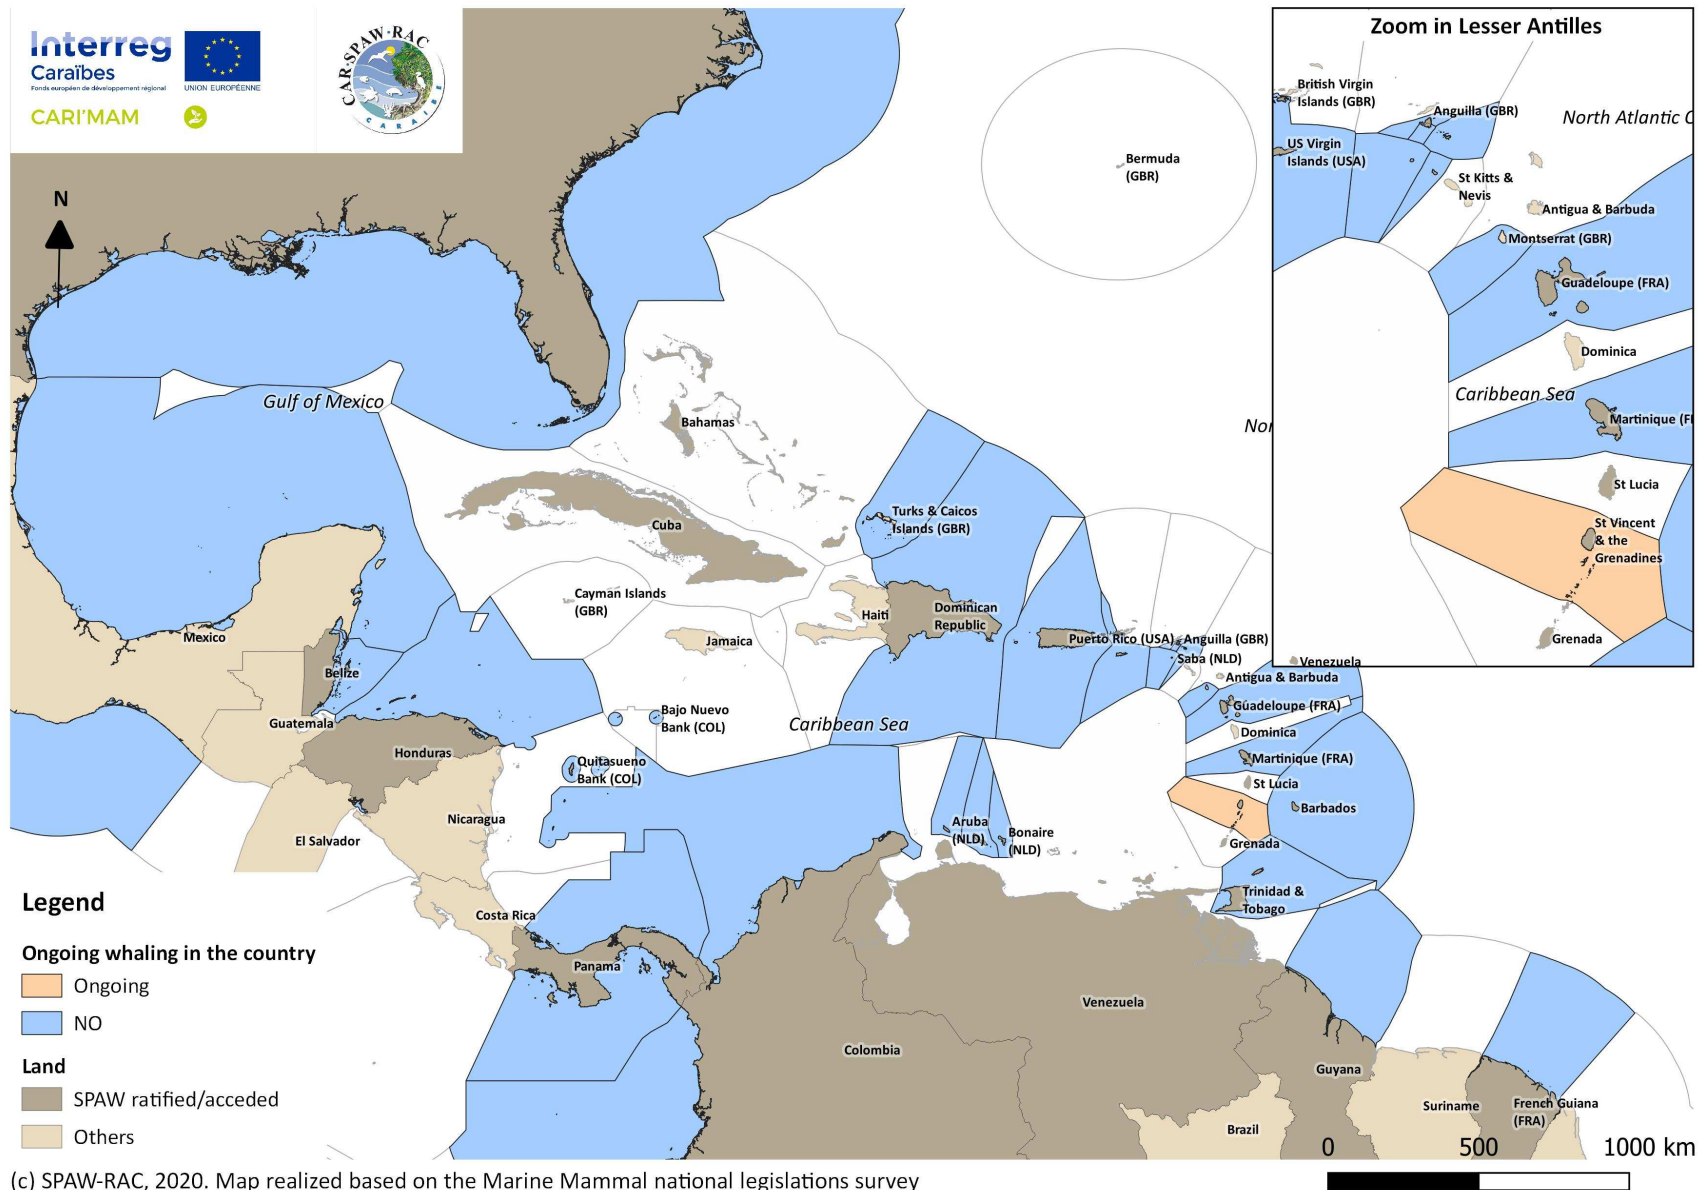 Interreg
Caraïbes
Fonds européen de développement régional
UNION EUROPÉENNE
CARI'MAM
CAR-SPAW-RAC
CARAIBE
N
Zoom in Lesser Antilles
British Virgin
Islands (GBR)
Anguilla (GBR)
North Atlantic O
US Virgin
Islands (USA)
St Kitts &
Nevis
Antigua & Barbuda
Montserrat (GBR)
Guadeloupe (FRA)
Dominica
Caribbean Sea
Martinique (F
St Lucia
St Vincent
& the
Grenadines
Grenada
Bermuda
(GBR)
Gulf of Mexico
Nor
Bahamas
Turks & Caicos
Islands (GBR)
Cuba
Cayman Islands
(GBR)
Haiti
Dominican
Republic
Jamaica
Puerto Rico (USA)
Anguilla (GBR)
Saba (NLD)
Venezuela
Antigua & Barbuda
Mexico
Belize
Guatemala
Honduras
Bajo Nuevo
Bank (COL)
Caribbean Sea
Guadeloupe (FRA)
Dominica
Martinique (FRA)
Quitasueno
Bank (COL)
St Lucia
Barbados
Nicaragua
El Salvador
Aruba
(NLD)
Bonaire
(NLD)
Grenada
Trinidad &
Tobago
Costa Rica
Panama
Venezuela
Colombia
Guyana
Suriname
French Guiana
(FRA)
Brazil
Legend
Ongoing whaling in the country
Ongoing
NO
Land
SPAW ratified/acceded
Others
0 500 1000 km
(c) SPAW-RAC, 2020. Map realized based on the Marine Mammal national legislations survey